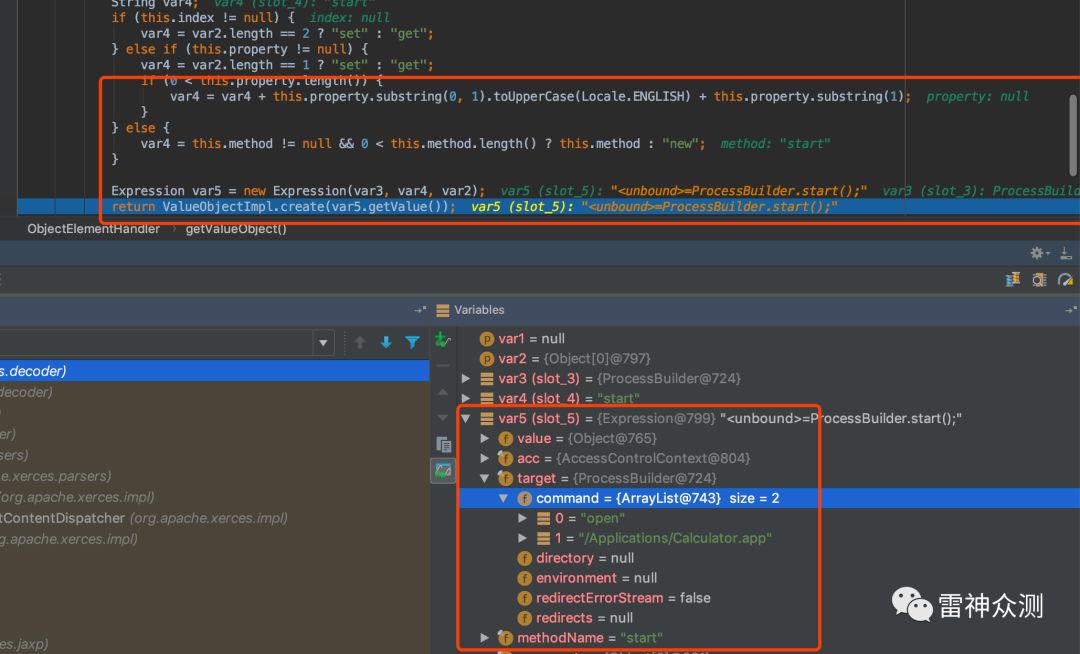 String var4;  var4 (slot_4): "start"
if (this.index != null) {  index: null
var4 = var2.length == 2 ? "set" : "get";
} else if (this.property != null) {
var4 = var2.length == 1 ? "set" : "get";
if (0 < this.property.length()) {
var4 = var4 + this.property.substring(0, 1).toUpperCase(Locale.ENGLISH) + this.property.substring(1);  property: null
}
} else {
var4 = this.method != null && 0 < this.method.length() ? this.method : "new";  method: "start"
}
Expression var5 = new Expression(var3, var4, var2);  var5 (slot_5): "<unbound>=ProcessBuilder.start();"  var3 (slot_3): ProcessBuild
return ValueObjectImpl.create(var5.getValue());  var5 (slot_5): "<unbound>=ProcessBuilder.start();"
ObjectElementHandler › getValueObject()
Variables
s.decoder)
decoder)
)
er)
sers)
e.xerces.parsers)
(org.apache.xerces.impl)
tContentDispatcher (org.apache.xerces.impl)
g.apache.xerces.impl)
es.jaxp)
var1 = null
var2 = {Object[0]@797}
var3 (slot_3) = {ProcessBuilder@724}
var4 (slot_4) = "start"
var5 (slot_5) = {Expression@799} "<unbound>=ProcessBuilder.start();"
value = {Object@765}
acc = {AccessControlContext@804}
target = {ProcessBuilder@724}
command = {ArrayList@743}  size = 2
0 = "open"
1 = "/Applications/Calculator.app"
directory = null
environment = null
redirectErrorStream = false
redirects = null
methodName = "start"
雷神众测